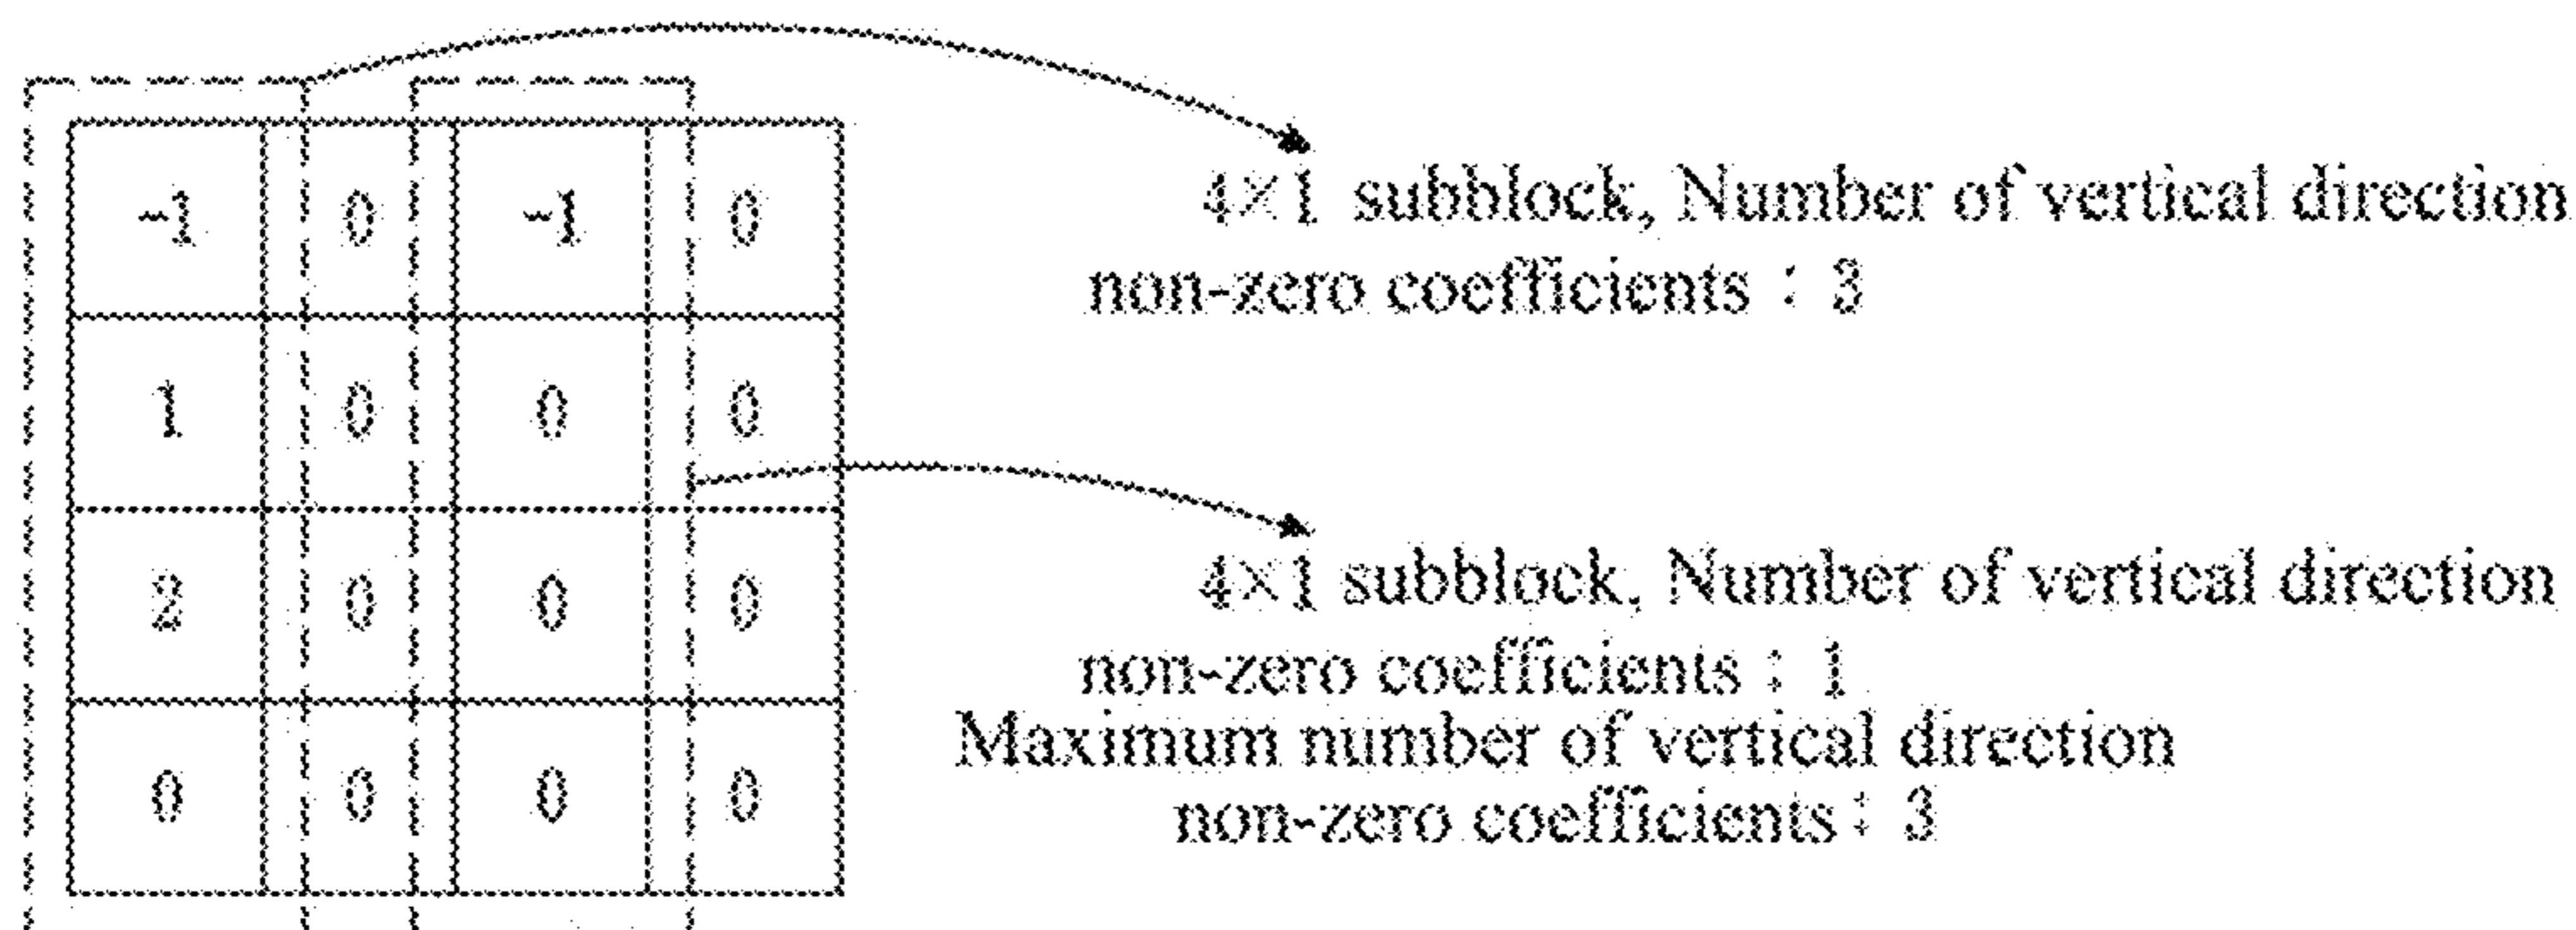 -1 0 -1 0
4×1 subblock, Number of vertical direction
non-zero coefficients : 3
1 0 0 0
2 0 0 0
4×1 subblock, Number of vertical direction
non-zero coefficients : 1
Maximum number of vertical direction
non-zero coefficients : 3
0 0 0 0